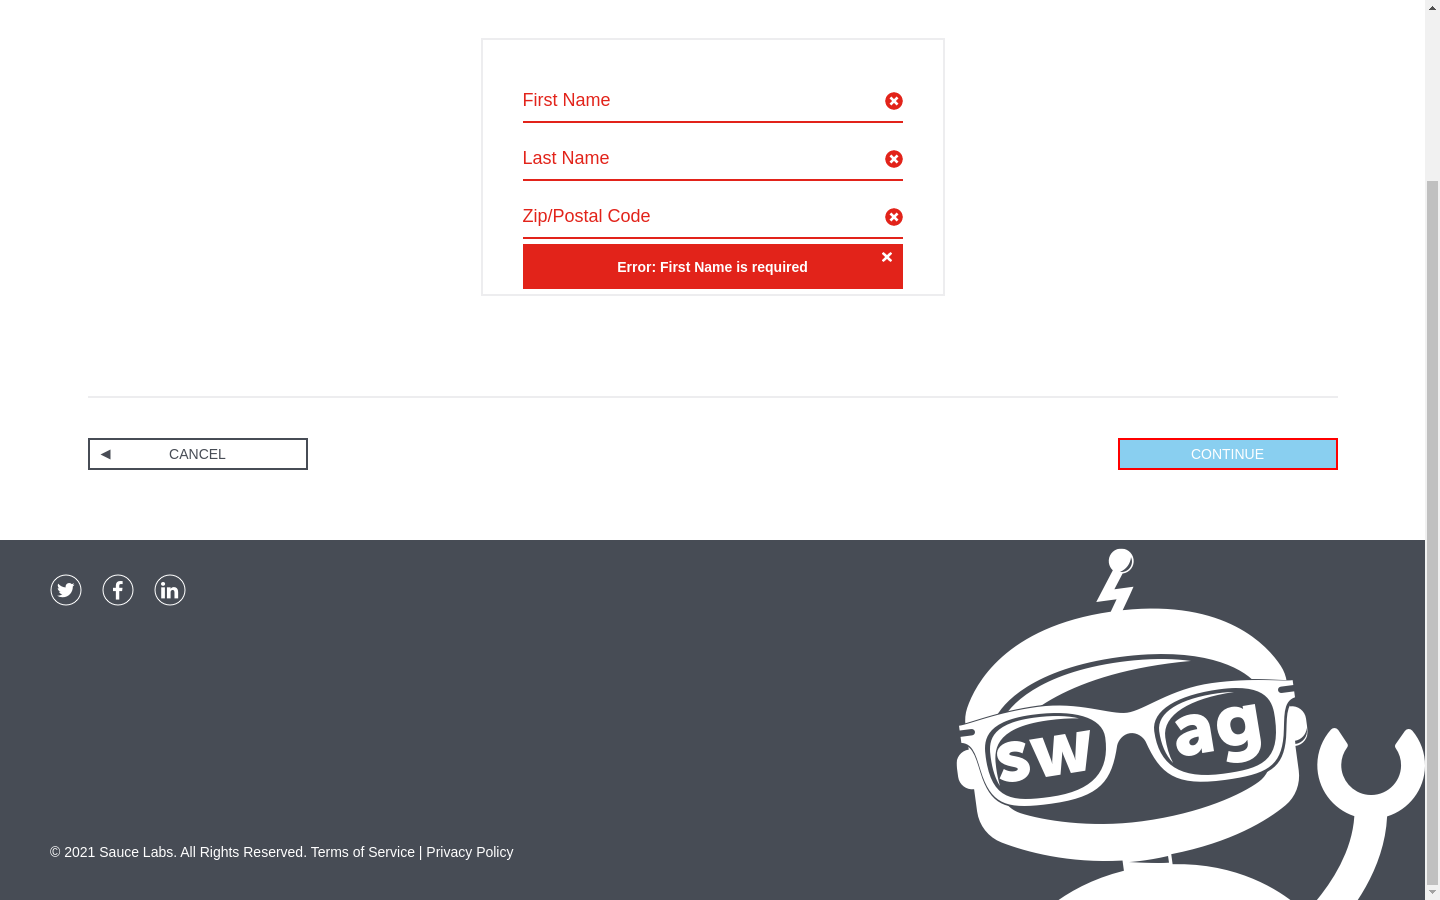 First Name
Last Name
Zip/Postal Code
Error: First Name is required
CANCEL
CONTINUE
sw ag
© 2021 Sauce Labs. All Rights Reserved. Terms of Service | Privacy Policy